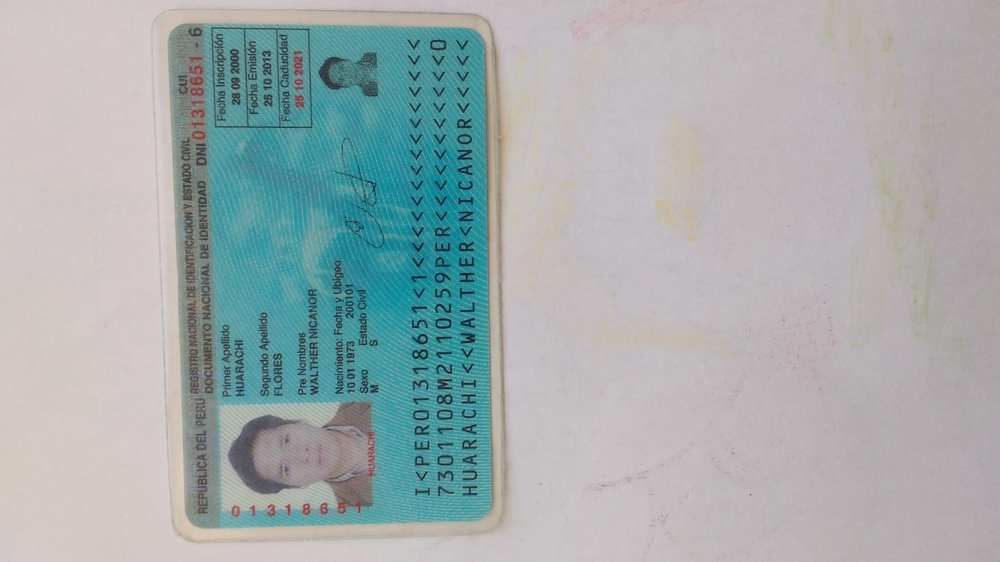 REPUBLICA DEL PERU REGISTRO NACIONAL DE IDENTIFICACION Y ESTADO CIVIL
DOCUMENTO NACIONAL DE IDENTIDAD DNI 01318651 - 6
CUI
Primer Apellido
HUARACHI
Segundo Apellido
FLORES
Pre Nombres
WALTHER NICANOR
Nacimiento: Fecha y Ubigeo
10 01 1973 200101
Sexo Estado Civil
M S
Fecha Inscripción
28 09 2000
Fecha Emisión
25 10 2013
Fecha Caducidad
25 10 2021
HUARACHI
01318651
I<PER01318651<1<<<<<<<<<<<<<<<
7301108M2110259PER<<<<<<<<<<<0
HUARACHI<<WALTHER<NICANOR<<<<<